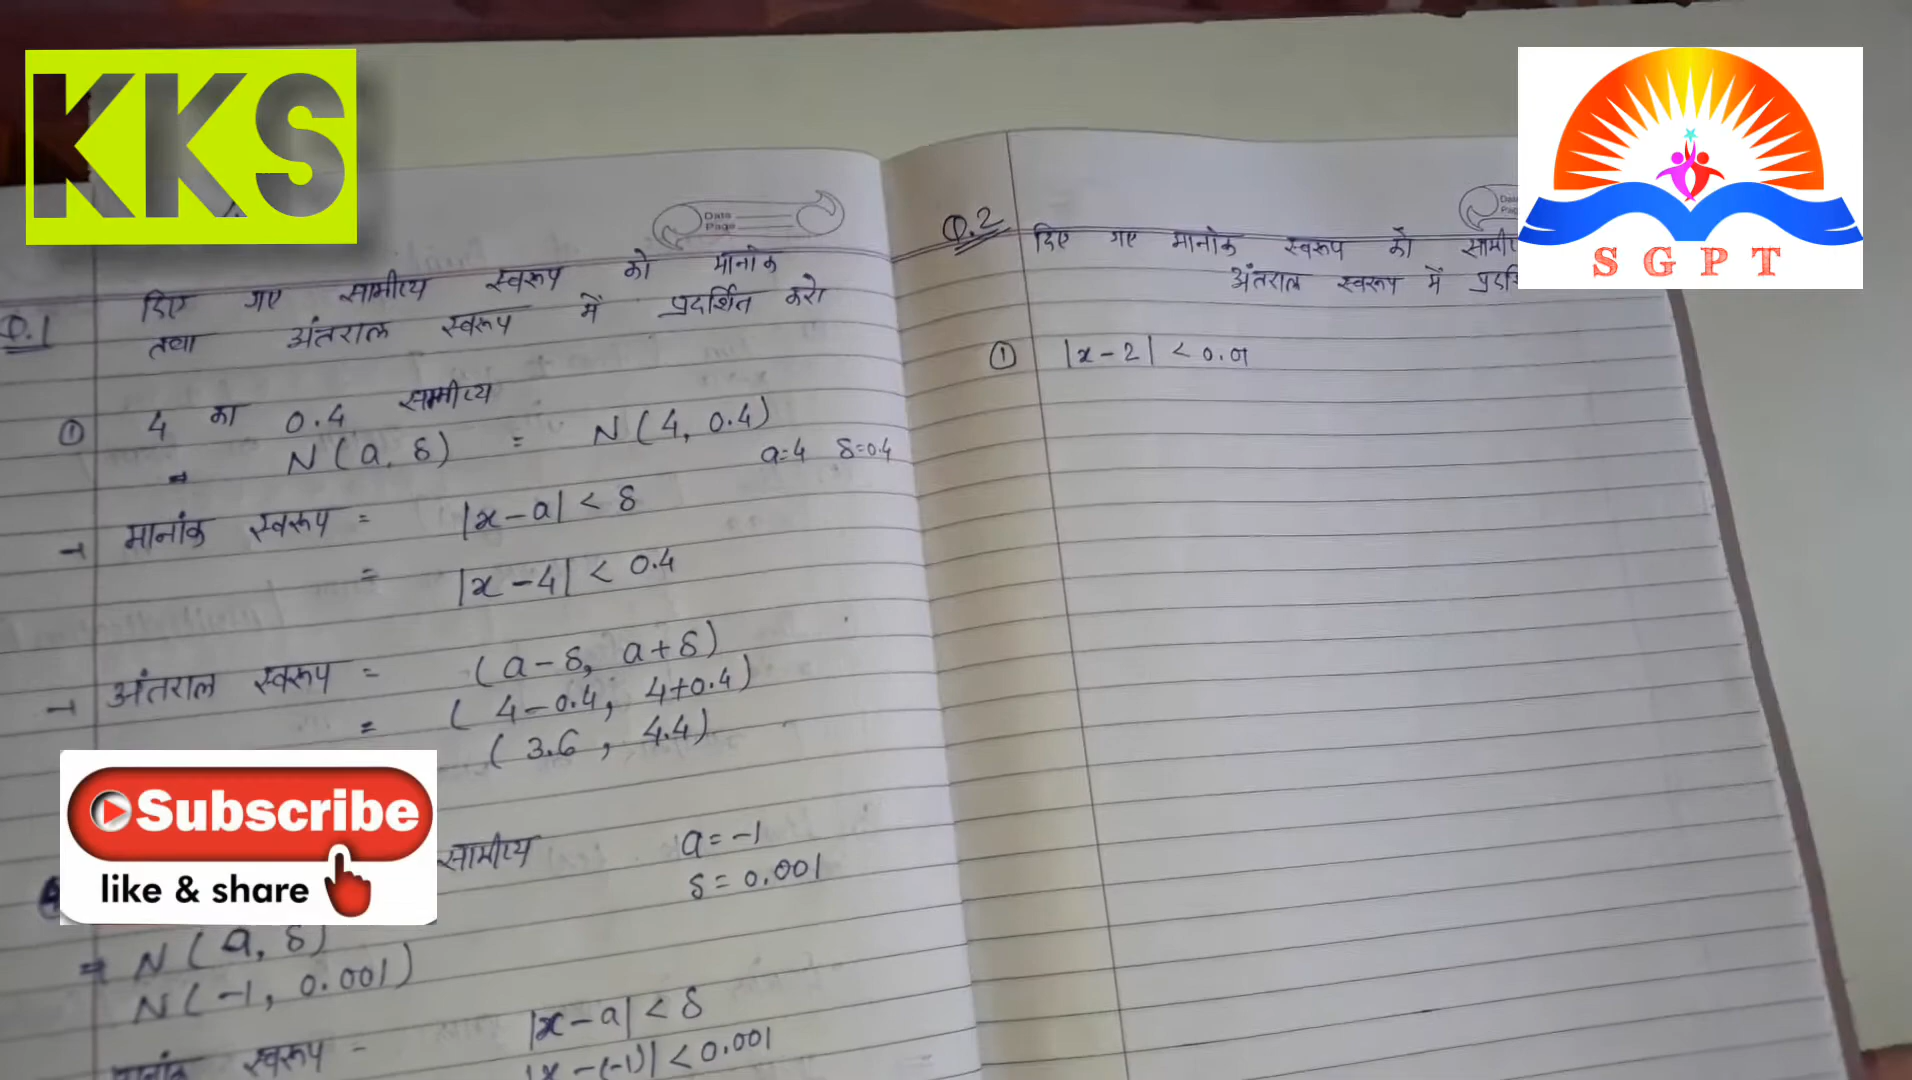 KKS
SGPT
Data
Page
Q.1 दिए गए सामीप्य स्वरूप को मानांक
तथा अंतराल स्वरूप में प्रदर्शित करो
① 4 का 0.4 सामीप्य
⇒ N(a, δ) = N(4, 0.4)
a=4 δ=0.4
→ मानांक स्वरूप = |x-a| < δ
= |x-4| < 0.4
→ अंतराल स्वरूप = (a-δ, a+δ)
= (4-0.4, 4+0.4)
(3.6, 4.4)
Subscribe
like & share
सामीप्य a=-1
δ=0.001
⇒ N(a, δ)
N(-1, 0.001)
मानांक स्वरूप = |x-a| < δ
|x-(-1)| < 0.001
Q.2 दिए गए मानांक स्वरूप को
अंतराल स्वरूप में
① |x-2| < 0.01